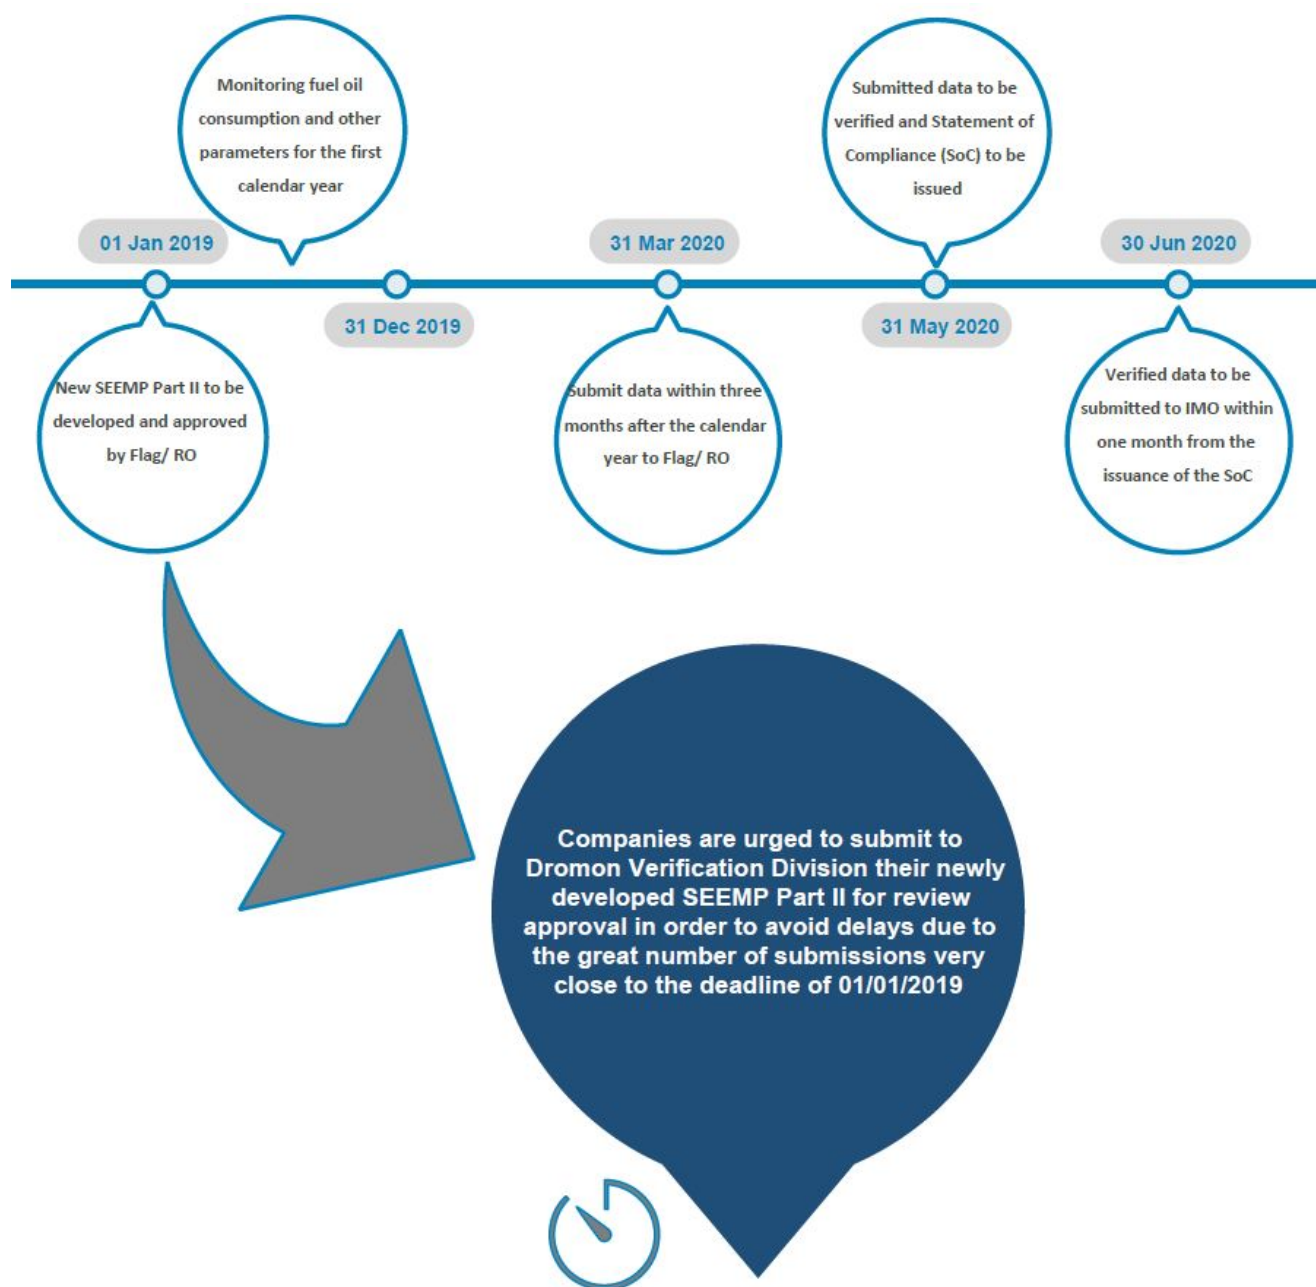 Monitoring fuel oil
consumption and other
parameters for the first
calendar year
Submitted data to be
verified and Statement of
Compliance (SoC) to be
issued
01 Jan 2019
31 Mar 2020
30 Jun 2020
31 Dec 2019
31 May 2020
New SEEMP Part II to be
developed and approved
by Flag/ RO
Submit data within three
months after the calendar
year to Flag/ RO
Verified data to be
submitted to IMO within
one month from the
issuance of the SoC
Companies are urged to submit to
Dromon Verification Division their newly
developed SEEMP Part II for review
approval in order to avoid delays due to
the great number of submissions very
close to the deadline of 01/01/2019